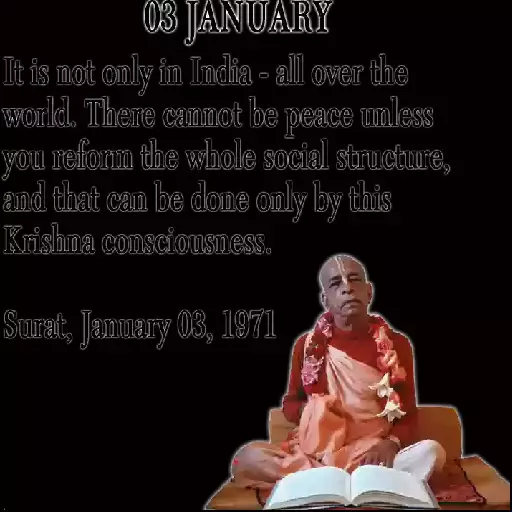 03 JANUARY
It is not only in India - all over the
world. There cannot be peace unless
you reform the whole social structure,
and that can be done only by this
Krishna consciousness.
Surat, January 03, 1971